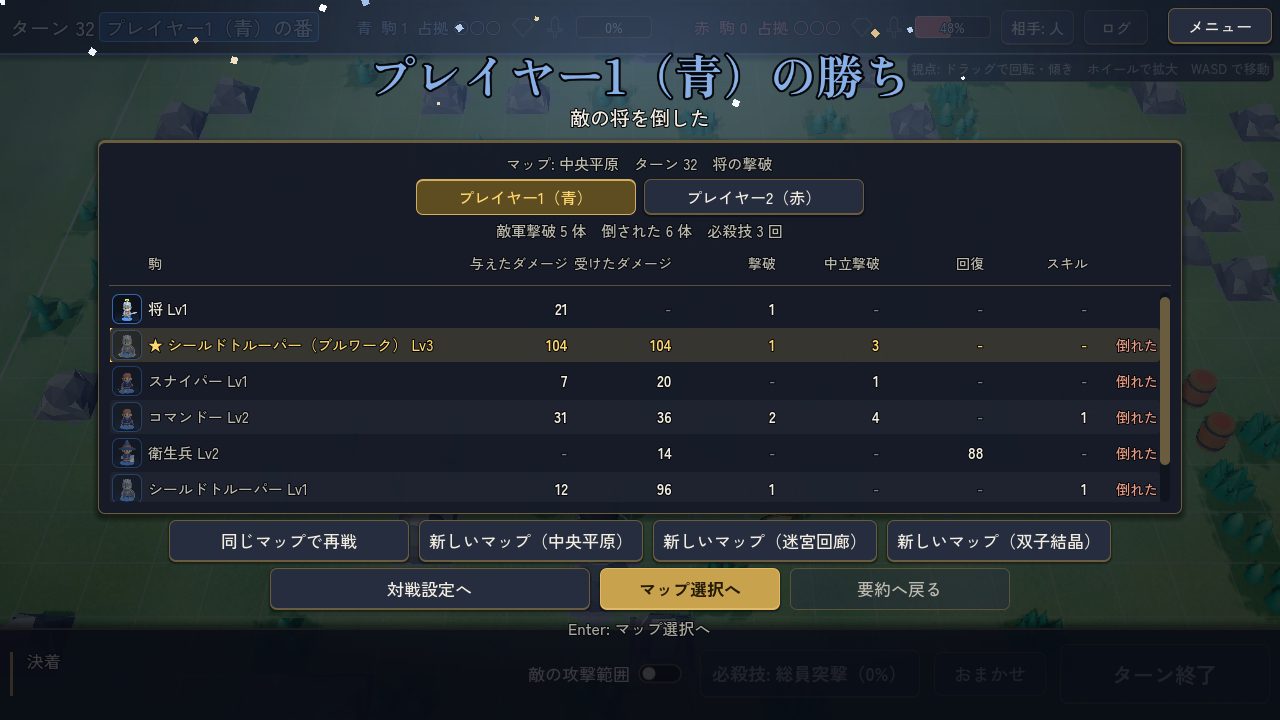 ターン 32 プレイヤー1（青）の番 青 駒 1 占拠 〇〇〇 0% 赤 駒 0 占拠 〇〇〇 48% 相手: 人 ログ メニュー
プレイヤー1（青）の勝ち
視点: ドラッグで回転・傾き ホイールで拡大 WASD で移動
敵の将を倒した
マップ: 中央平原 ターン 32 将の撃破
プレイヤー1（青） プレイヤー2（赤）
敵軍撃破 5 体 倒された 6 体 必殺技 3 回
駒 与えたダメージ 受けたダメージ 撃破 中立撃破 回復 スキル
将 Lv1 21 - 1 - - -
★ シールドトルーパー（ブルワーク） Lv3 104 104 1 3 - - 倒れた
スナイパー Lv1 7 20 - 1 - - 倒れた
コマンドー Lv2 31 36 2 4 - 1 倒れた
衛生兵 Lv2 - 14 - - 88 - 倒れた
シールドトルーパー Lv1 12 96 1 - - 1 倒れた
同じマップで再戦 新しいマップ（中央平原） 新しいマップ（迷宮回廊） 新しいマップ（双子結晶）
対戦設定へ マップ選択へ 要約へ戻る
Enter: マップ選択へ
決着 敵の攻撃範囲 必殺技: 総員突撃（0%） おまかせ ターン終了